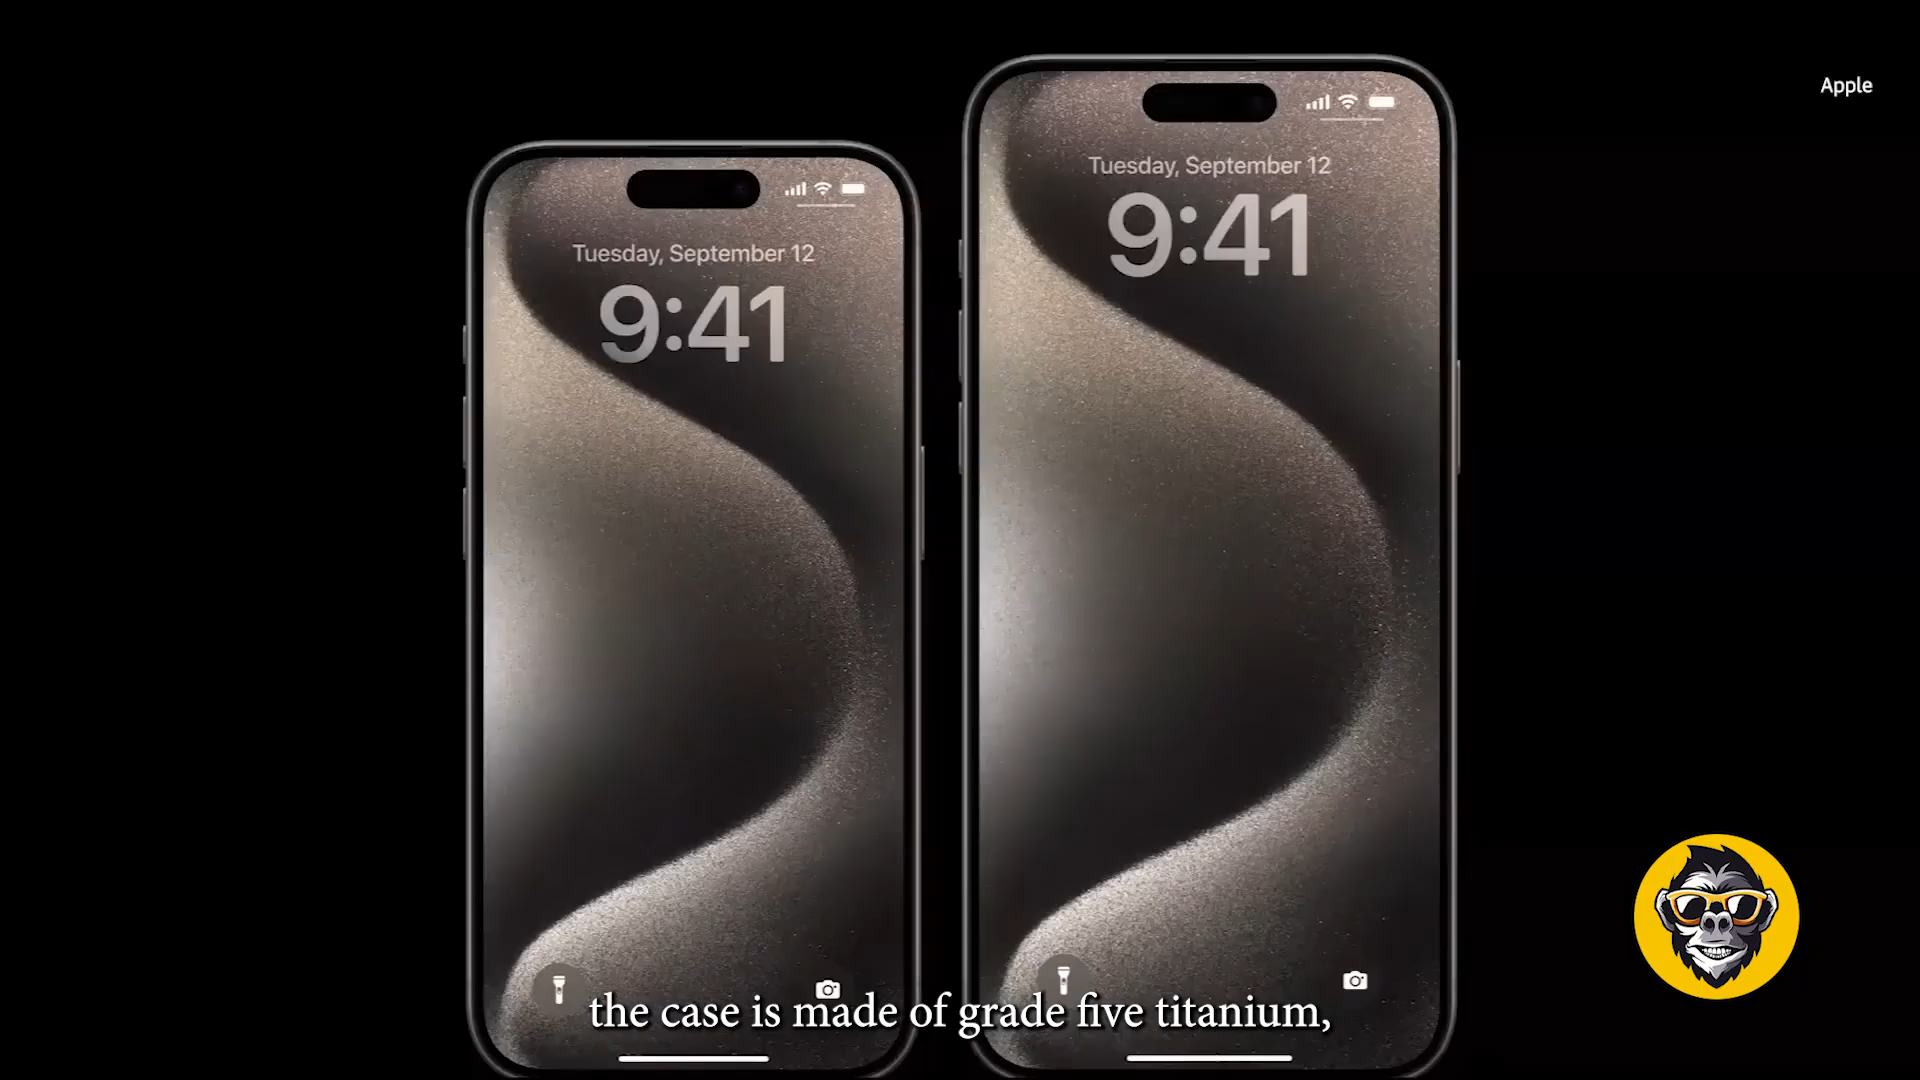 Apple
Tuesday, September 12
9:41
Tuesday, September 12
9:41
the case is made of grade five titanium,